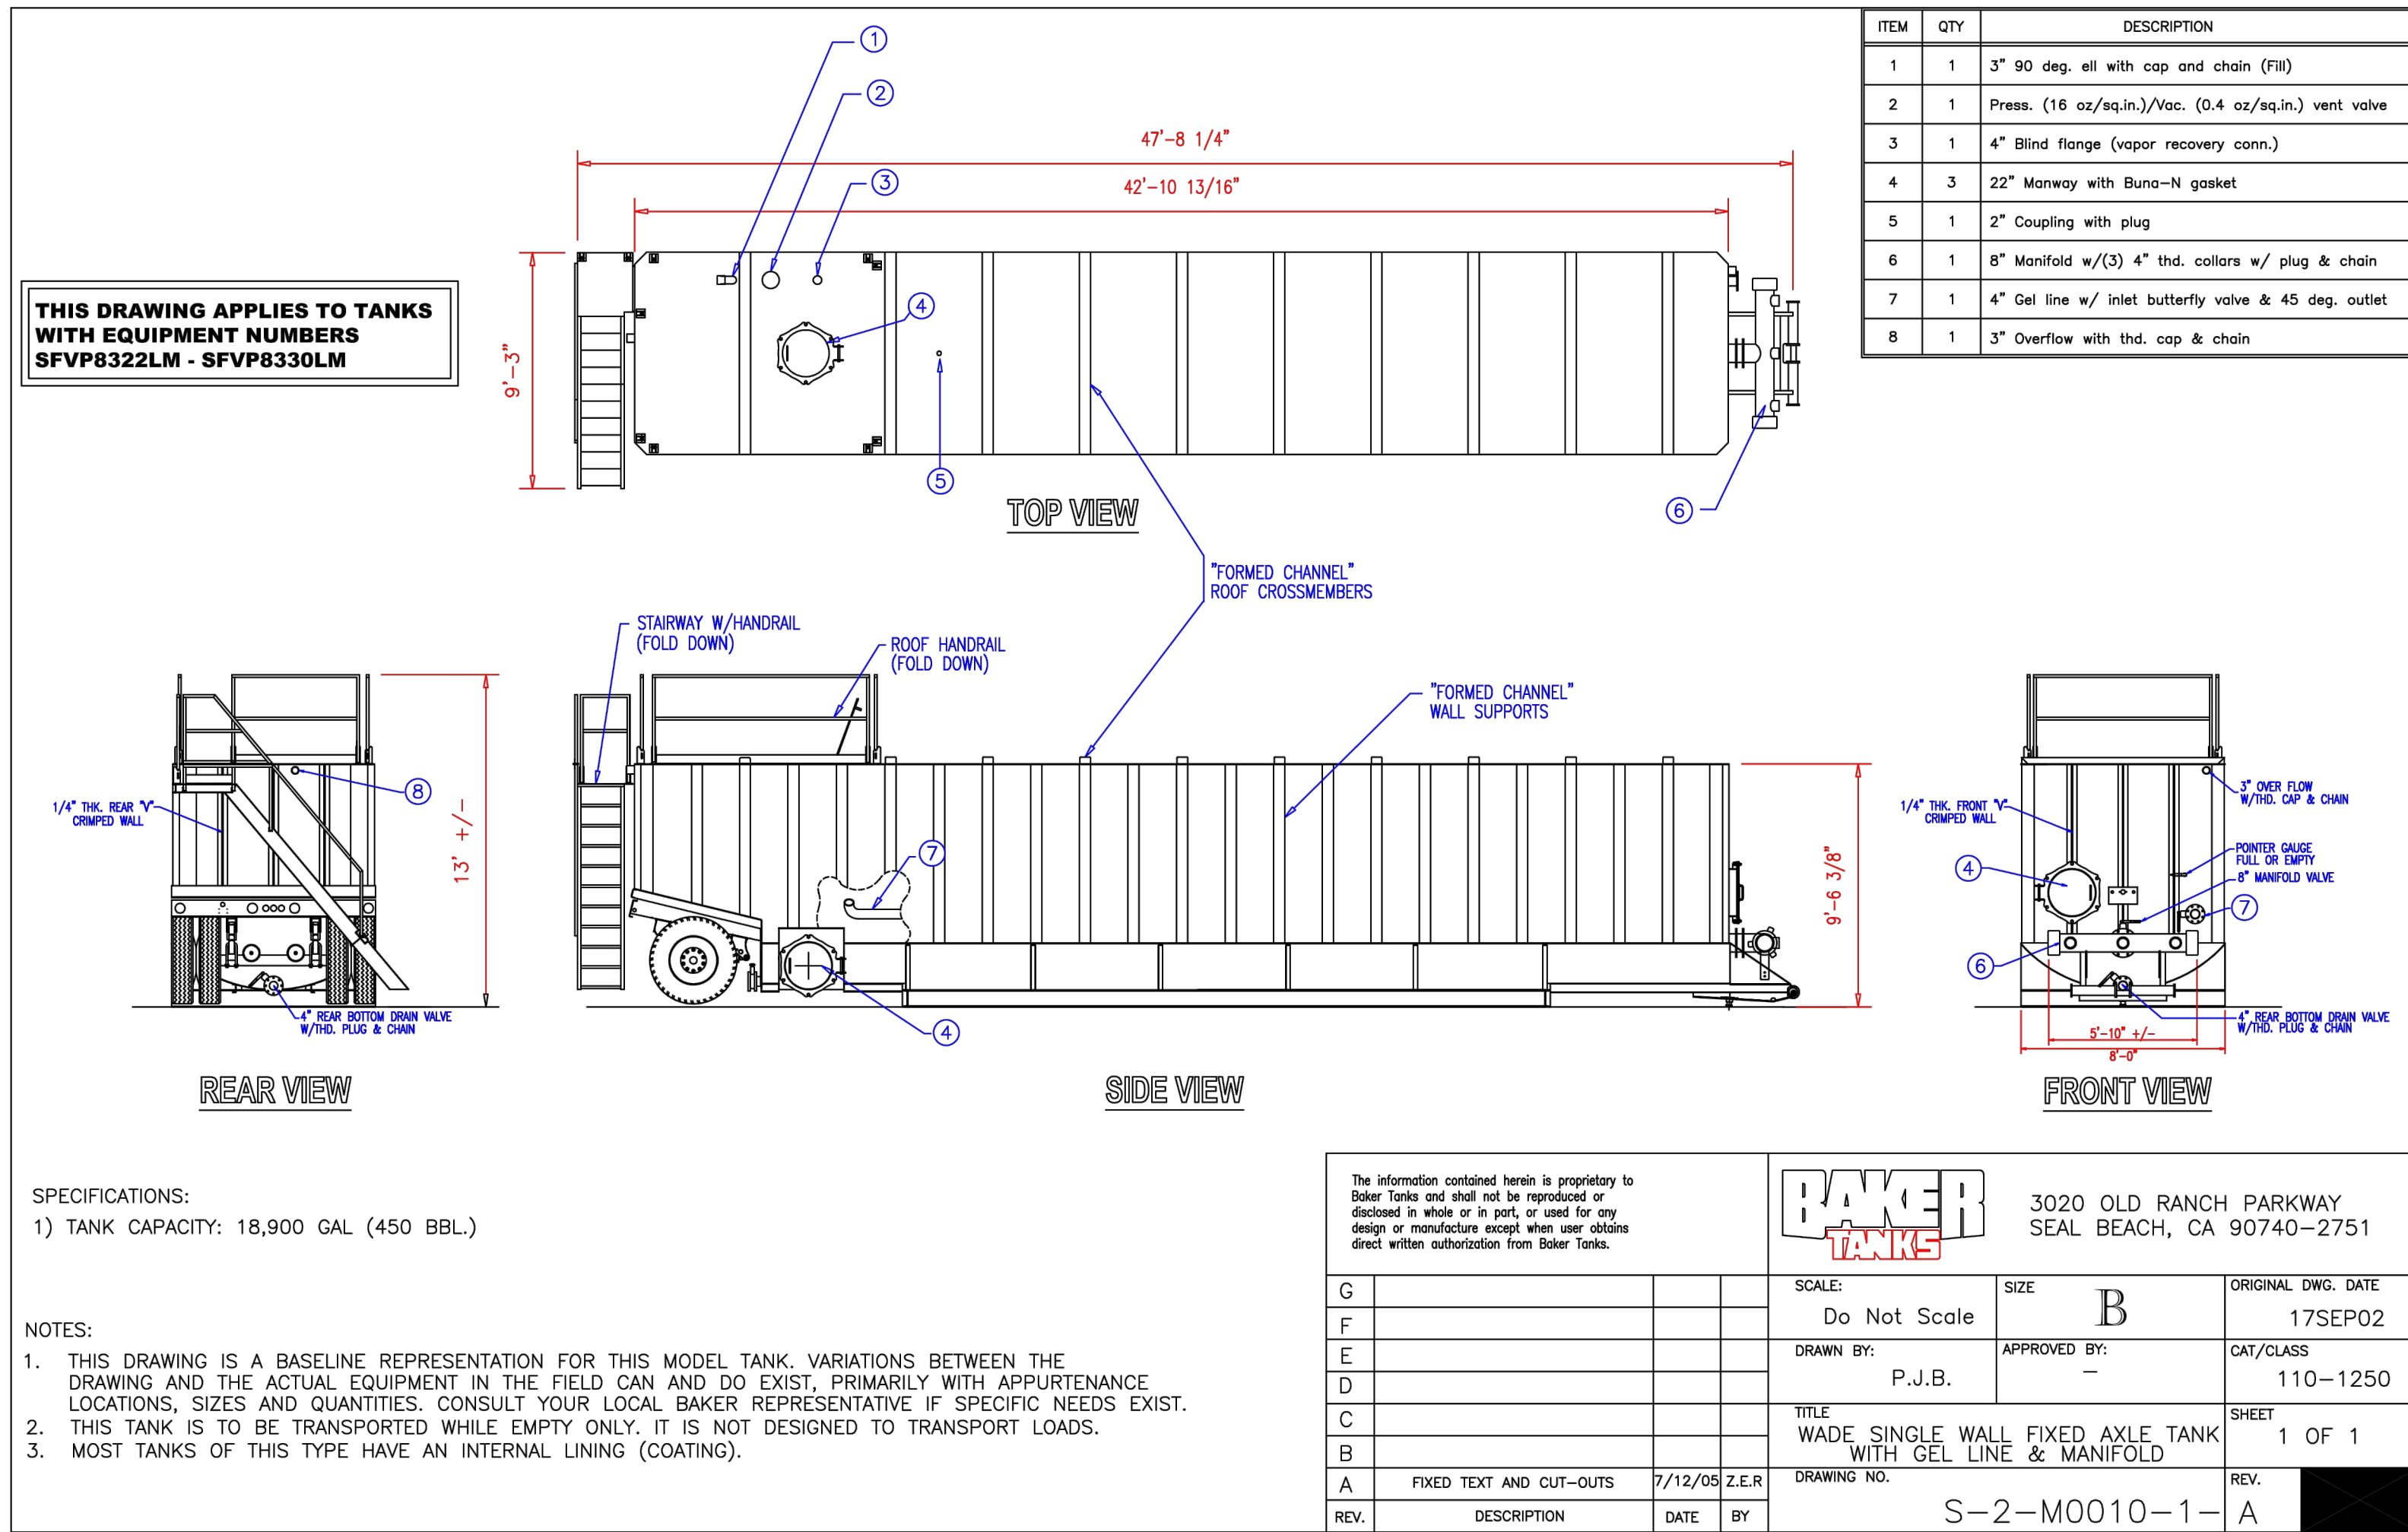 ITEM QTY DESCRIPTION
1 1 3" 90 deg. ell with cap and chain (Fill)
2 1 Press. (16 oz/sq.in.)/Vac. (0.4 oz/sq.in.) vent valve
3 1 4" Blind flange (vapor recovery conn.)
4 3 22" Manway with Buna-N gasket
5 1 2" Coupling with plug
6 1 8" Manifold w/(3) 4" thd. collars w/ plug & chain
7 1 4" Gel line w/ inlet butterfly valve & 45 deg. outlet
8 1 3" Overflow with thd. cap & chain
THIS DRAWING APPLIES TO TANKS
WITH EQUIPMENT NUMBERS
SFVP8322LM - SFVP8330LM
1
2
3
47'-8 1/4"
42'-10 13/16"
9'-3"
4
5
6
TOP VIEW
"FORMED CHANNEL"
ROOF CROSSMEMBERS
STAIRWAY W/HANDRAIL
(FOLD DOWN)
ROOF HANDRAIL
(FOLD DOWN)
"FORMED CHANNEL"
WALL SUPPORTS
1/4" THK. REAR "V"
CRIMPED WALL
8
13' +/-
4" REAR BOTTOM DRAIN VALVE
W/THD. PLUG & CHAIN
REAR VIEW
7
4
9'-6 3/8"
SIDE VIEW
1/4" THK. FRONT "V"
CRIMPED WALL
3" OVER FLOW
W/THD. CAP & CHAIN
POINTER GAUGE
FULL OR EMPTY
8" MANIFOLD VALVE
4
7
6
4" REAR BOTTOM DRAIN VALVE
W/THD. PLUG & CHAIN
5'-10" +/-
8'-0"
FRONT VIEW
SPECIFICATIONS:
1) TANK CAPACITY: 18,900 GAL (450 BBL.)
NOTES:
1. THIS DRAWING IS A BASELINE REPRESENTATION FOR THIS MODEL TANK. VARIATIONS BETWEEN THE
DRAWING AND THE ACTUAL EQUIPMENT IN THE FIELD CAN AND DO EXIST, PRIMARILY WITH APPURTENANCE
LOCATIONS, SIZES AND QUANTITIES. CONSULT YOUR LOCAL BAKER REPRESENTATIVE IF SPECIFIC NEEDS EXIST.
2. THIS TANK IS TO BE TRANSPORTED WHILE EMPTY ONLY. IT IS NOT DESIGNED TO TRANSPORT LOADS.
3. MOST TANKS OF THIS TYPE HAVE AN INTERNAL LINING (COATING).
The information contained herein is proprietary to
Baker Tanks and shall not be reproduced or
disclosed in whole or in part, or used for any
design or manufacture except when user obtains
direct written authorization from Baker Tanks.
BAKER
TANKS
3020 OLD RANCH PARKWAY
SEAL BEACH, CA 90740-2751
G
F
E
D
C
B
A FIXED TEXT AND CUT-OUTS 7/12/05 Z.E.R
REV. DESCRIPTION DATE BY
SCALE:
Do Not Scale
SIZE
B
ORIGINAL DWG. DATE
17SEP02
DRAWN BY:
P.J.B.
APPROVED BY:
-
CAT/CLASS
110-1250
TITLE
WADE SINGLE WALL FIXED AXLE TANK
WITH GEL LINE & MANIFOLD
SHEET
1 OF 1
DRAWING NO.
S-2-M0010-1-
REV.
A